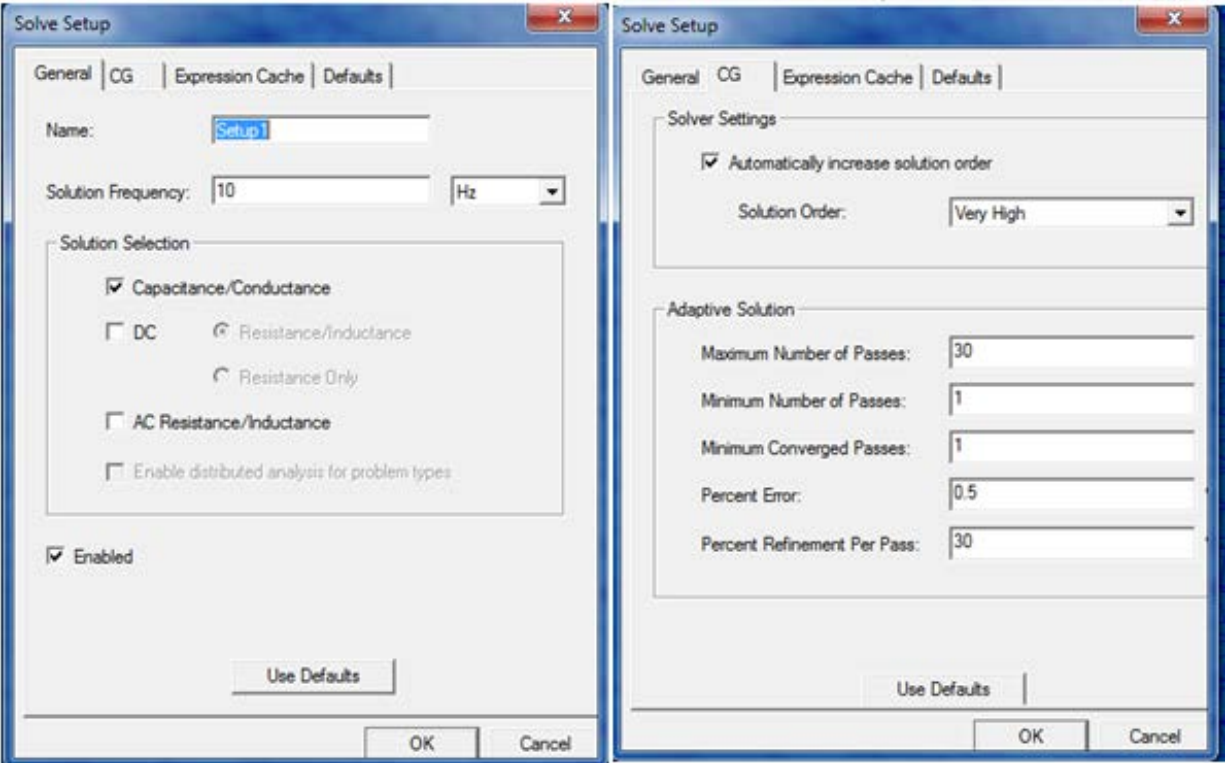 Solve Setup
General CG Expression Cache Defaults
Name: Setup1
Solution Frequency: 10 Hz
Solution Selection
Capacitance/Conductance
DC Resistance/Inductance
Resistance Only
AC Resistance/Inductance
Enable distributed analysis for problem types
Enabled
Use Defaults
OK Cancel
Solve Setup
General CG Expression Cache Defaults
Solver Settings
Automatically increase solution order
Solution Order: Very High
Adaptive Solution
Maximum Number of Passes: 30
Minimum Number of Passes: 1
Minimum Converged Passes: 1
Percent Error: 0.5
Percent Refinement Per Pass: 30
Use Defaults
OK Cancel